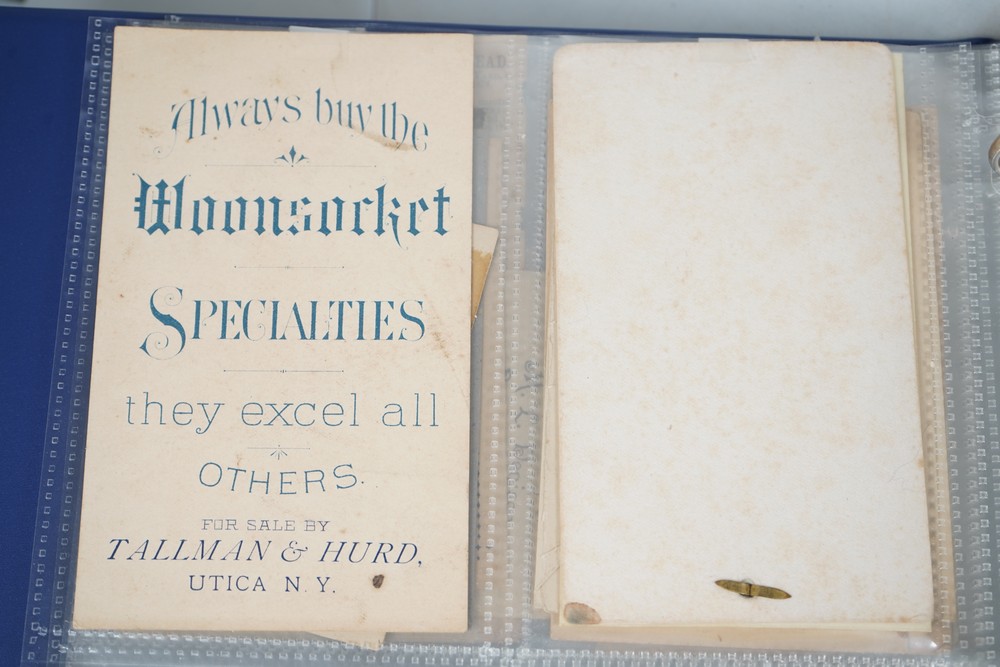 Always buy the
Woonsocket
SPECIALTIES
they excel all
OTHERS.
FOR SALE BY
TALLMAN & HURD,
UTICA N. Y.